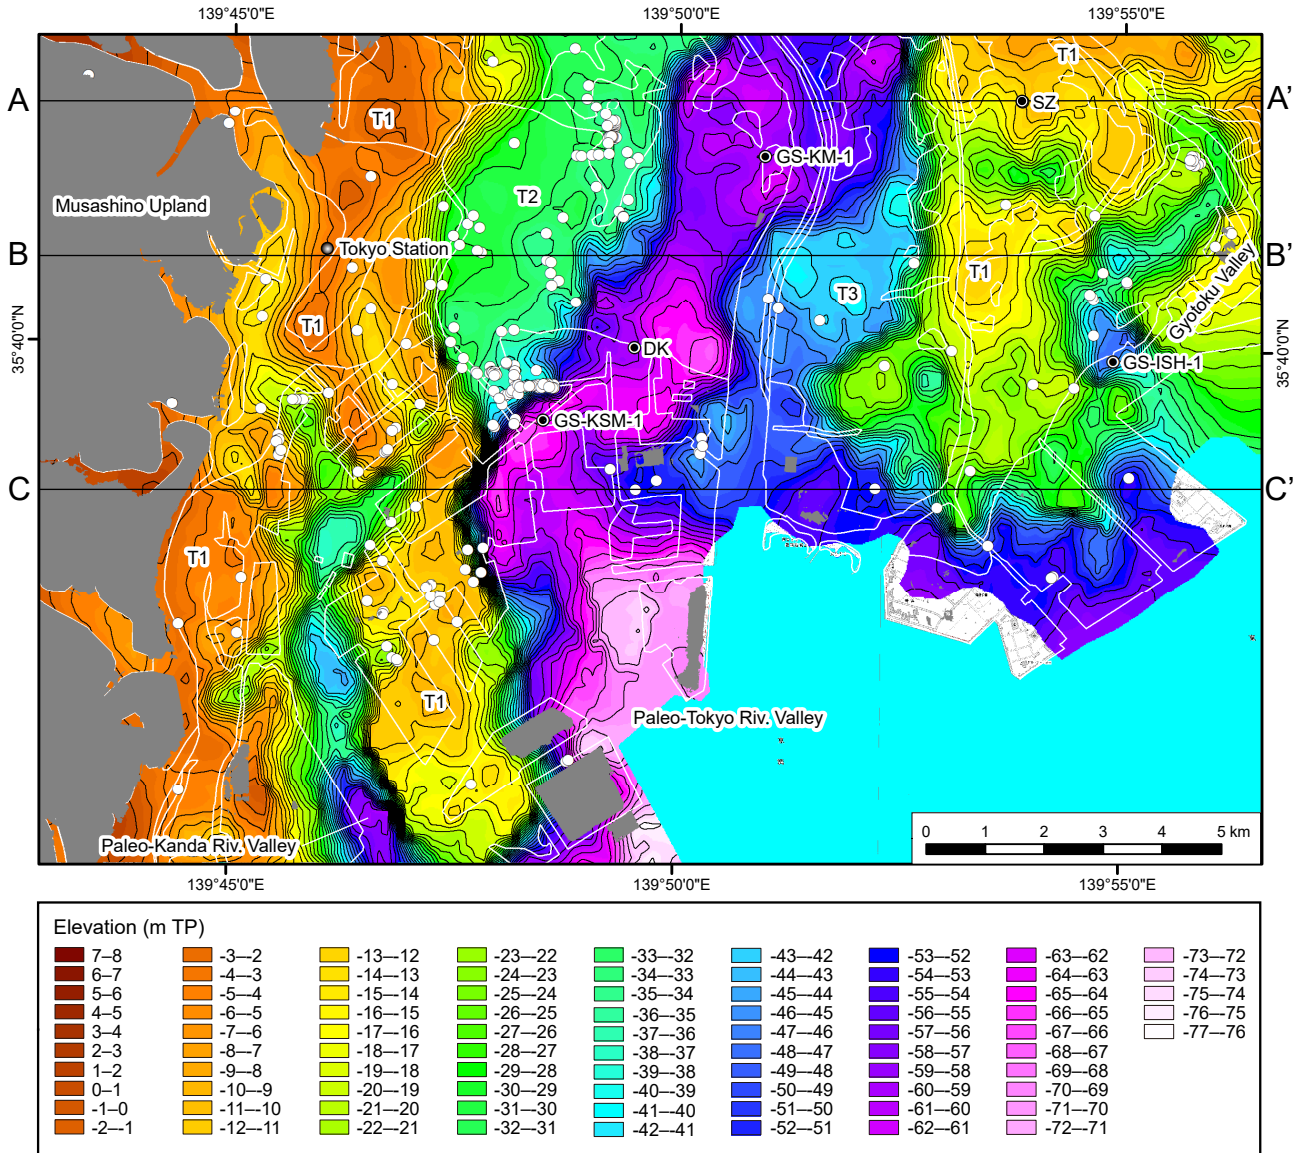 139°45'0"E 139°50'0"E 139°55'0"E
T1
A SZ A'
T1
GS-KM-1
Musashino Upland T2
Tokyo Station
B B'
T1 Gyotoku Valley
T3
T1
35°40'0"N DK 35°40'0"N
GS-ISH-1
GS-KSM-1
C C'
T1
T1
Paleo-Tokyo Riv. Valley
0 1 2 3 4 5 km
Paleo-Kanda Riv. Valley
139°45'0"E 139°50'0"E 139°55'0"E
Elevation (m TP)
7–8 -3–-2 -13–-12 -23–-22 -33–-32 -43–-42 -53–-52 -63–-62 -73–-72
6–7 -4–-3 -14–-13 -24–-23 -34–-33 -44–-43 -54–-53 -64–-63 -74–-73
5–6 -5–-4 -15–-14 -25–-24 -35–-34 -45–-44 -55–-54 -65–-64 -75–-74
4–5 -6–-5 -16–-15 -26–-25 -36–-35 -46–-45 -56–-55 -66–-65 -76–-75
3–4 -7–-6 -17–-16 -27–-26 -37–-36 -47–-46 -57–-56 -67–-66 -77–-76
2–3 -8–-7 -18–-17 -28–-27 -38–-37 -48–-47 -58–-57 -68–-67
1–2 -9–-8 -19–-18 -29–-28 -39–-38 -49–-48 -59–-58 -69–-68
0–1 -10–-9 -20–-19 -30–-29 -40–-39 -50–-49 -60–-59 -70–-69
-1–0 -11–-10 -21–-20 -31–-30 -41–-40 -51–-50 -61–-60 -71–-70
-2–-1 -12–-11 -22–-21 -32–-31 -42–-41 -52–-51 -62–-61 -72–-71